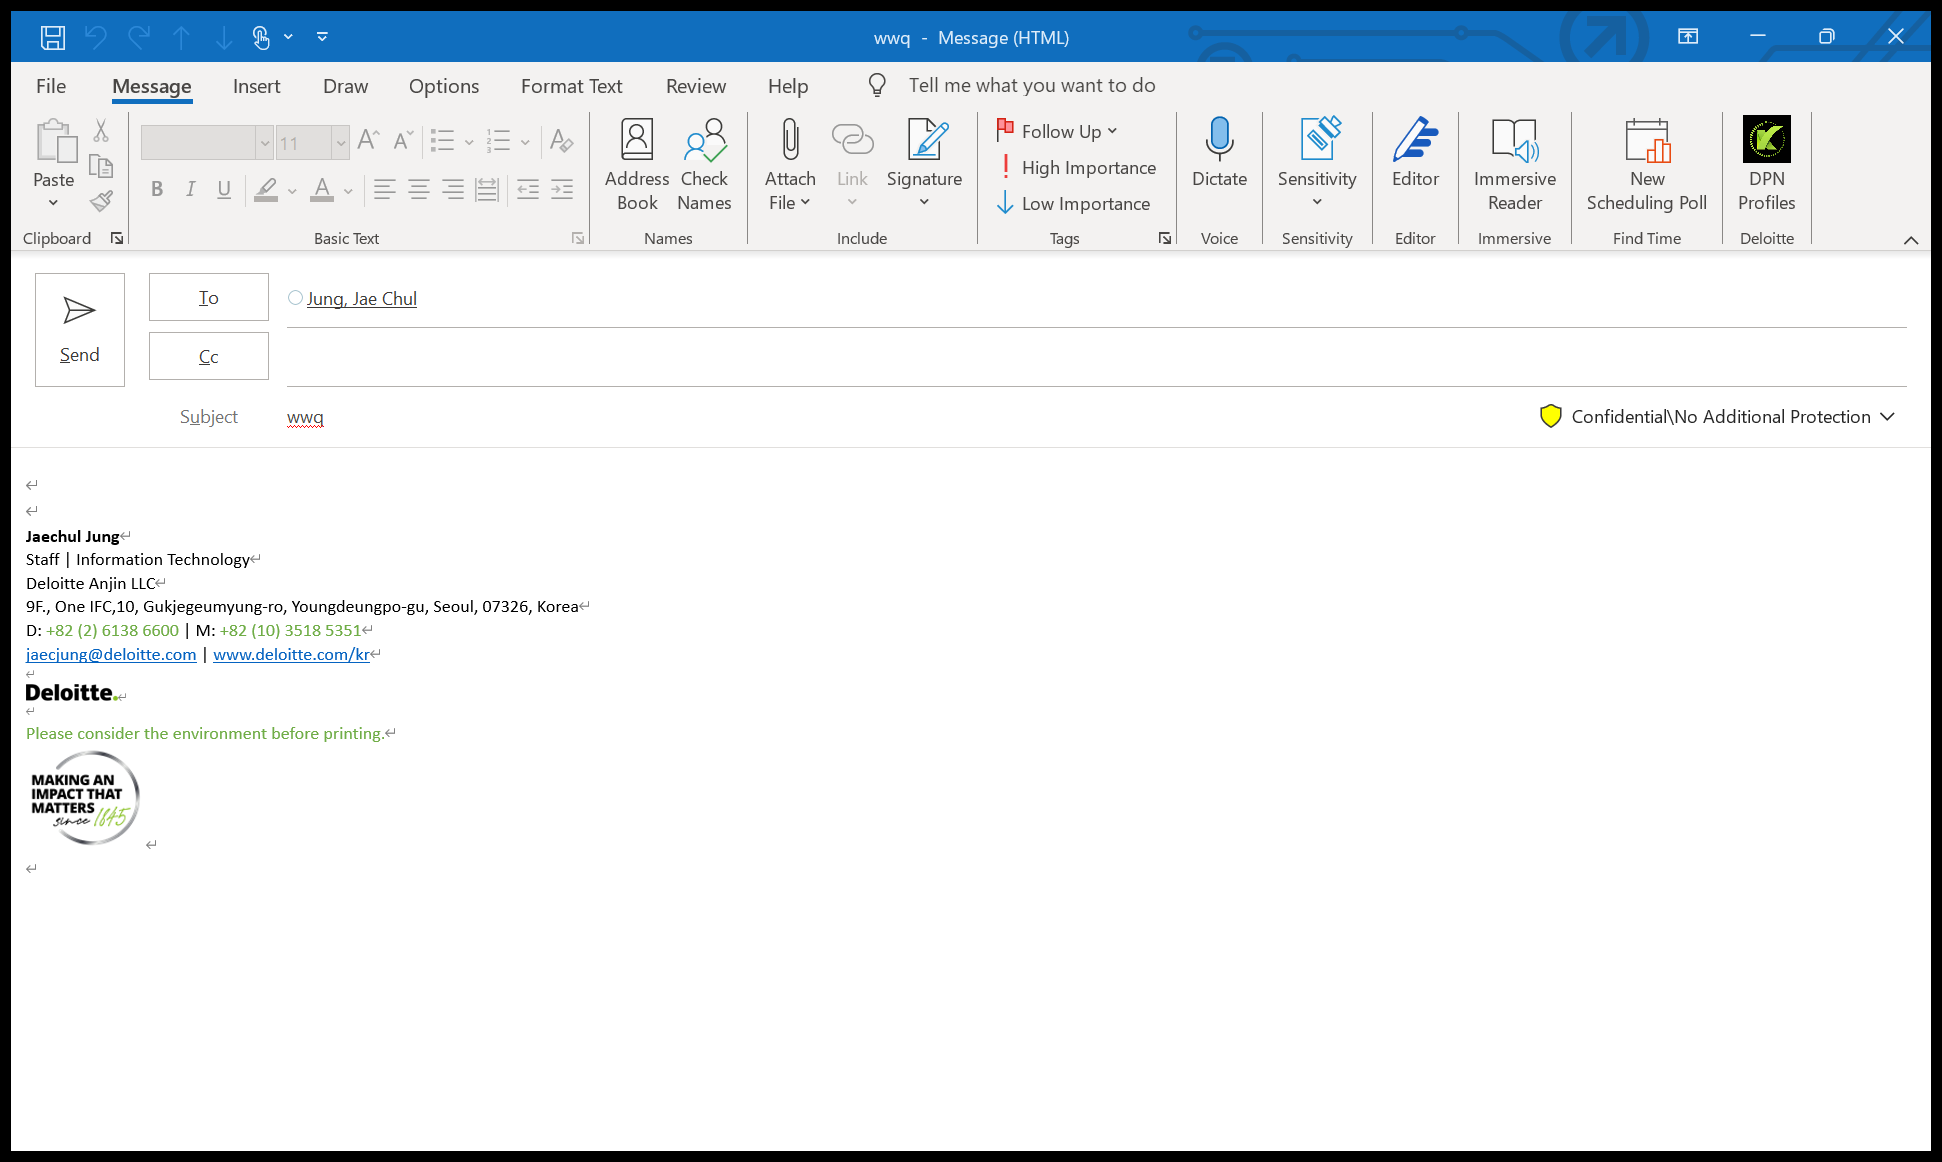 wwq - Message (HTML)
File Message Insert Draw Options Format Text Review Help Tell me what you want to do
Paste
11
B I U
Address Book
Check Names
Attach File
Link
Signature
Follow Up
High Importance
Low Importance
Dictate
Sensitivity
Editor
Immersive Reader
New Scheduling Poll
DPN Profiles
Clipboard Basic Text Names Include Tags Voice Sensitivity Editor Immersive Find Time Deloitte
Send
To Jung, Jae Chul
Cc
Subject wwq
Confidential\No Additional Protection
Jaechul Jung
Staff | Information Technology
Deloitte Anjin LLC
9F., One IFC,10, Gukjegeumyung-ro, Youngdeungpo-gu, Seoul, 07326, Korea
D: +82 (2) 6138 6600 | M: +82 (10) 3518 5351
jaecjung@deloitte.com | www.deloitte.com/kr
Deloitte.
Please consider the environment before printing.
MAKING AN
IMPACT THAT
MATTERS
since 1845